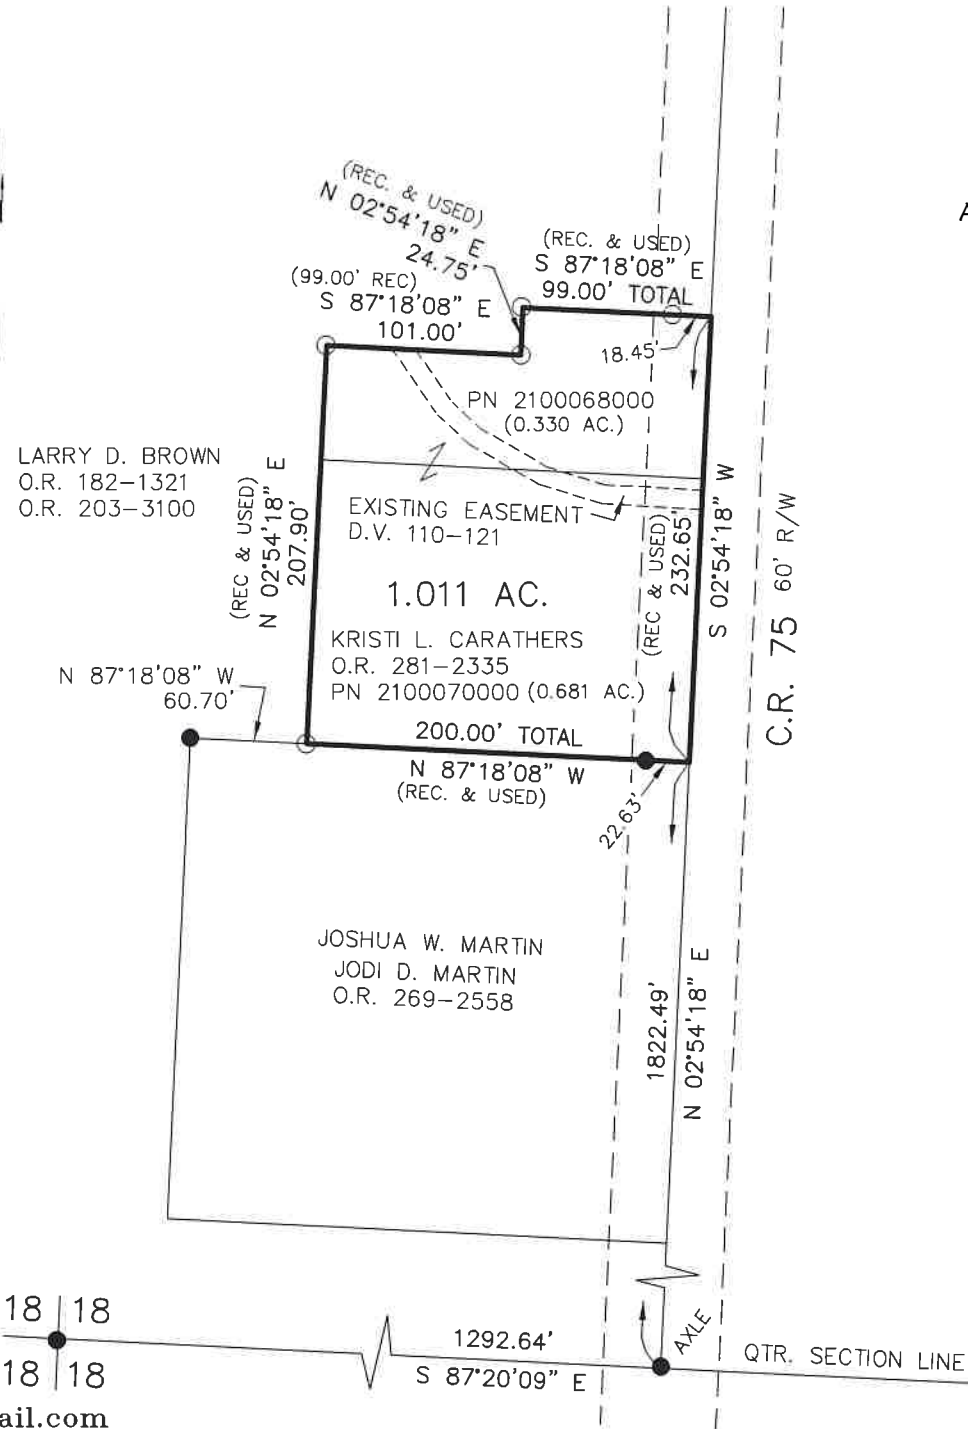 (REC. & USED)
N 02°54'18" E
24.75'
(REC. & USED)
S 87°18'08" E
99.00' TOTAL
(99.00' REC)
S 87°18'08" E
101.00'
18.45'
PN 2100068000
(0.330 AC.)
LARRY D. BROWN
O.R. 182-1321
O.R. 203-3100
(REC & USED)
N 02°54'18" E
207.90'
EXISTING EASEMENT
D.V. 110-121
(REC & USED)
232.65'
S 02°54'18" W
C.R. 75 60' R/W
1.011 AC.
KRISTI L. CARATHERS
O.R. 281-2335
PN 2100070000 (0.681 AC.)
N 87°18'08" W
60.70'
200.00' TOTAL
N 87°18'08" W
(REC. & USED)
22.63'
JOSHUA W. MARTIN
JODI D. MARTIN
O.R. 269-2558
1822.49'
N 02°54'18" E
18 18
18 18
1292.64'
S 87°20'09" E
AXLE
QTR. SECTION LINE
ail.com